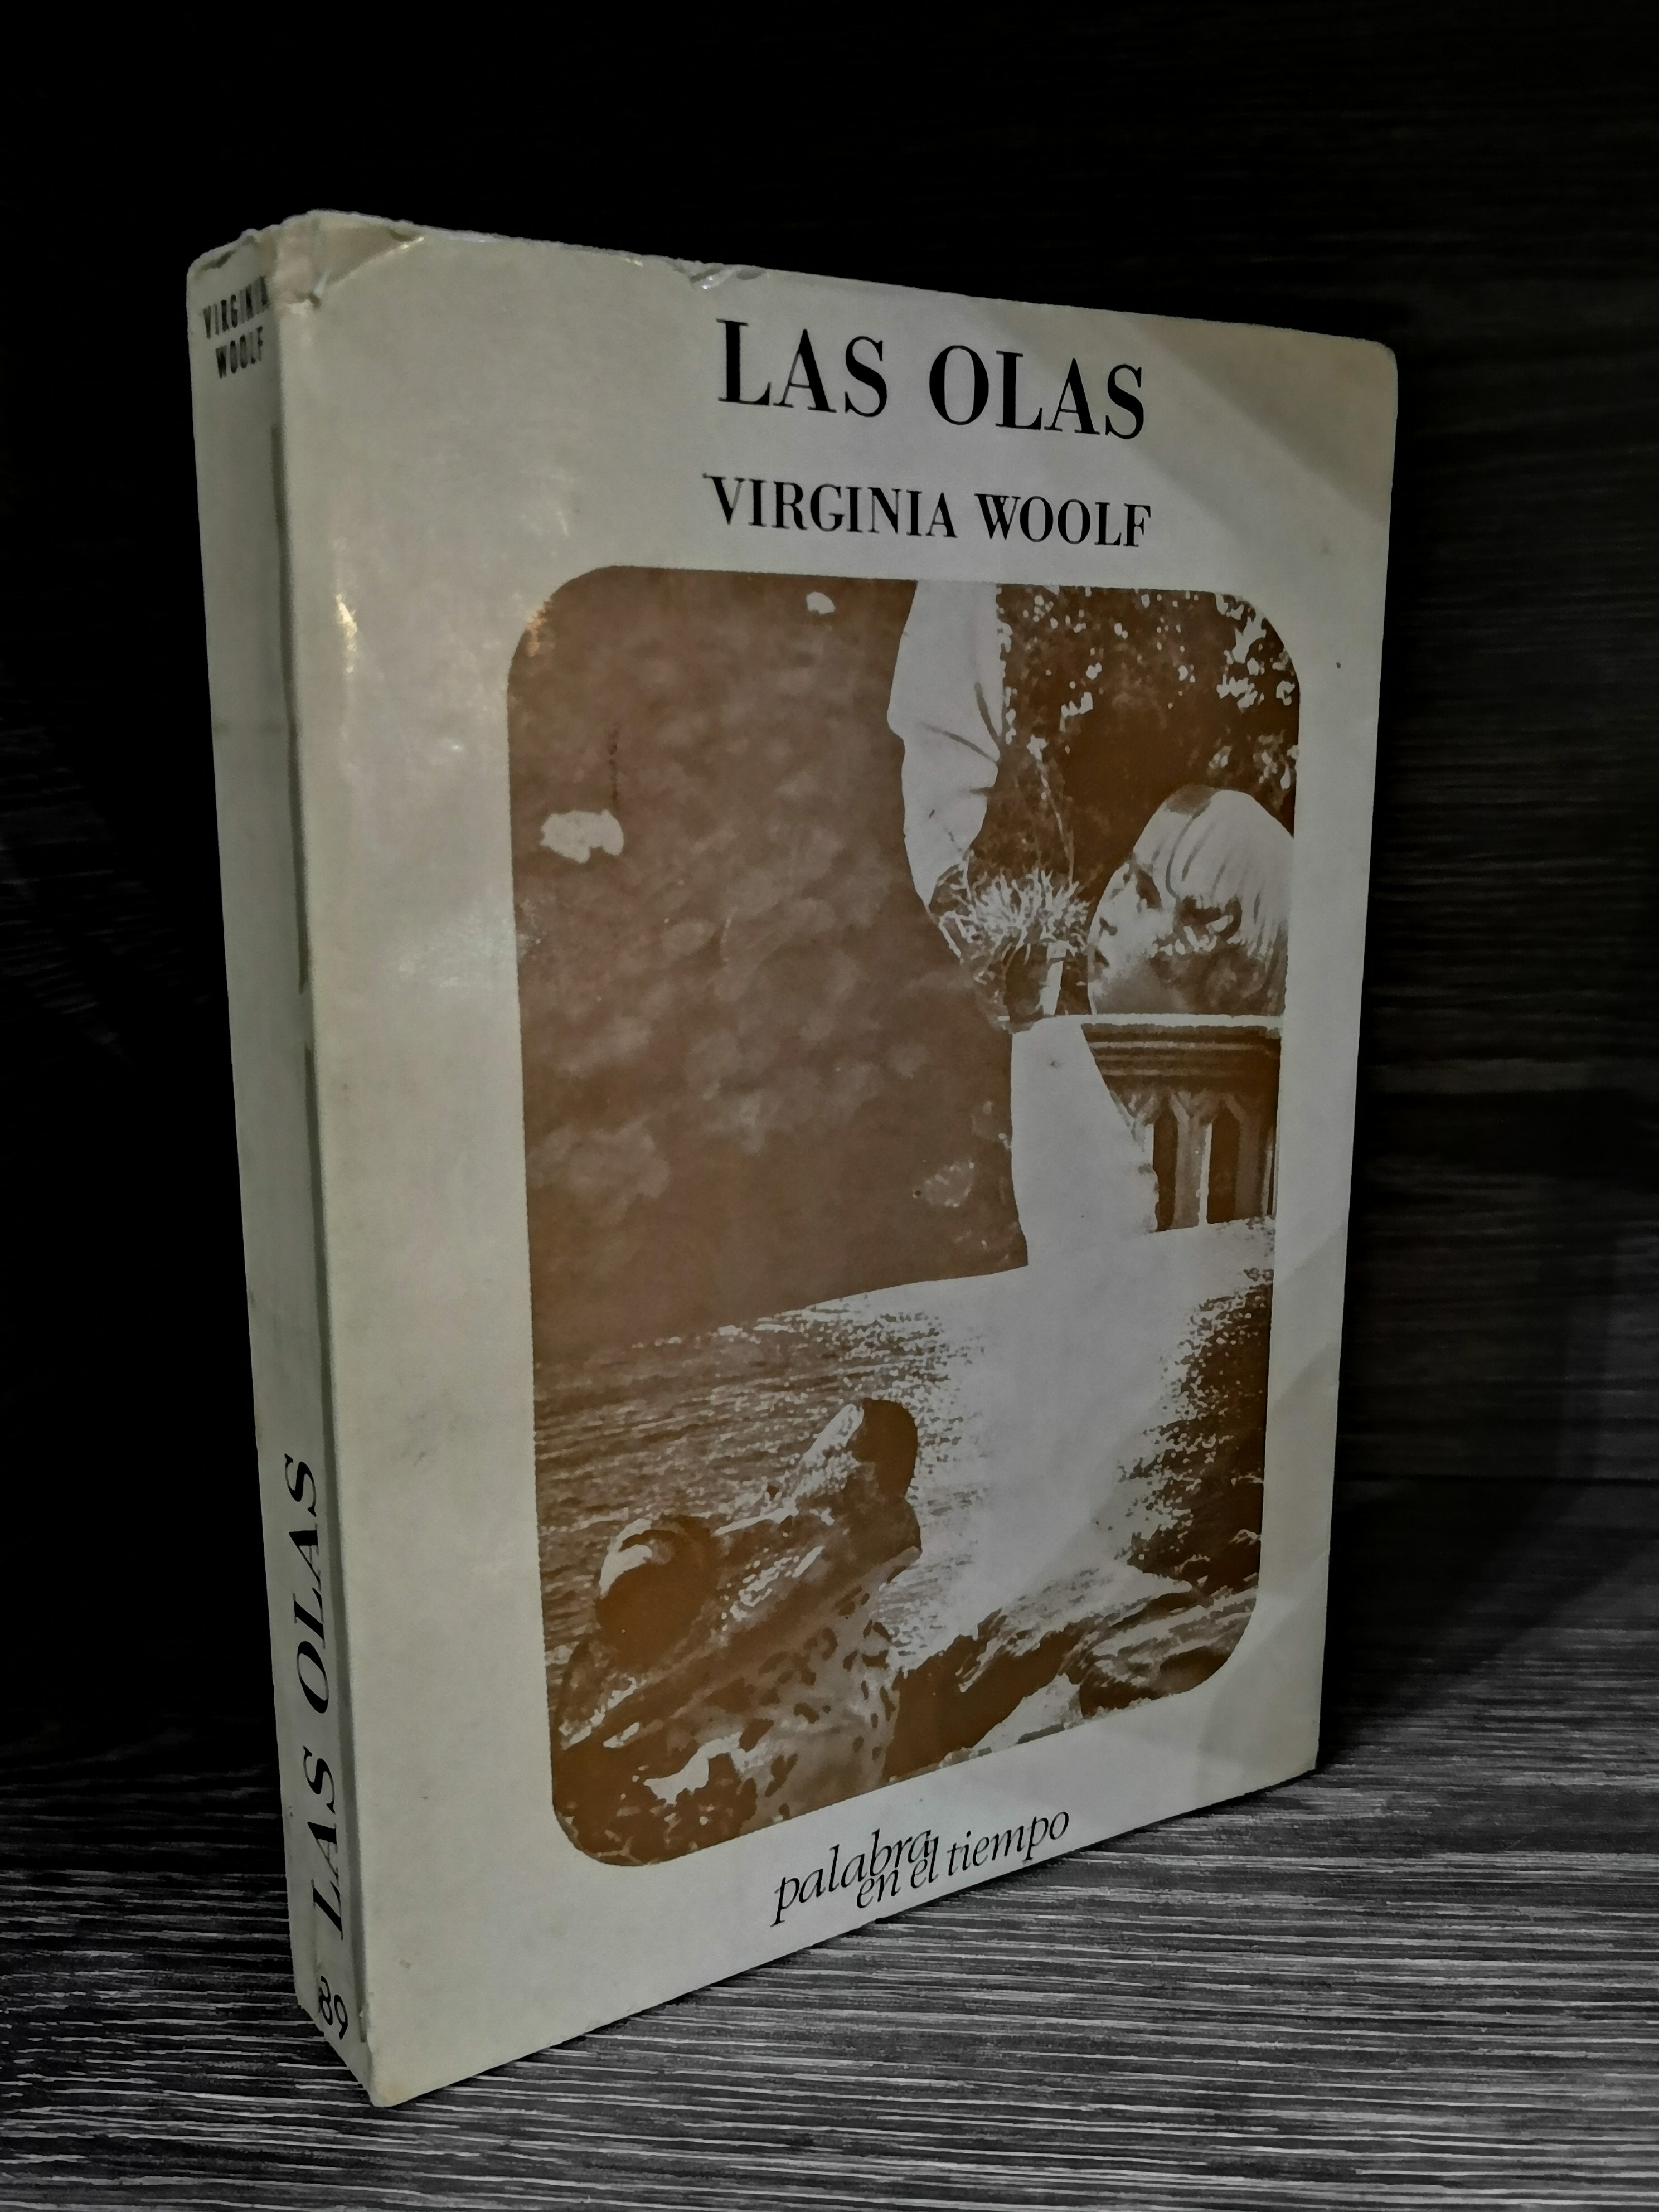 VIRGINIA
WOOLF
LAS OLAS
89
LAS OLAS
VIRGINIA WOOLF
palabra
en el tiempo